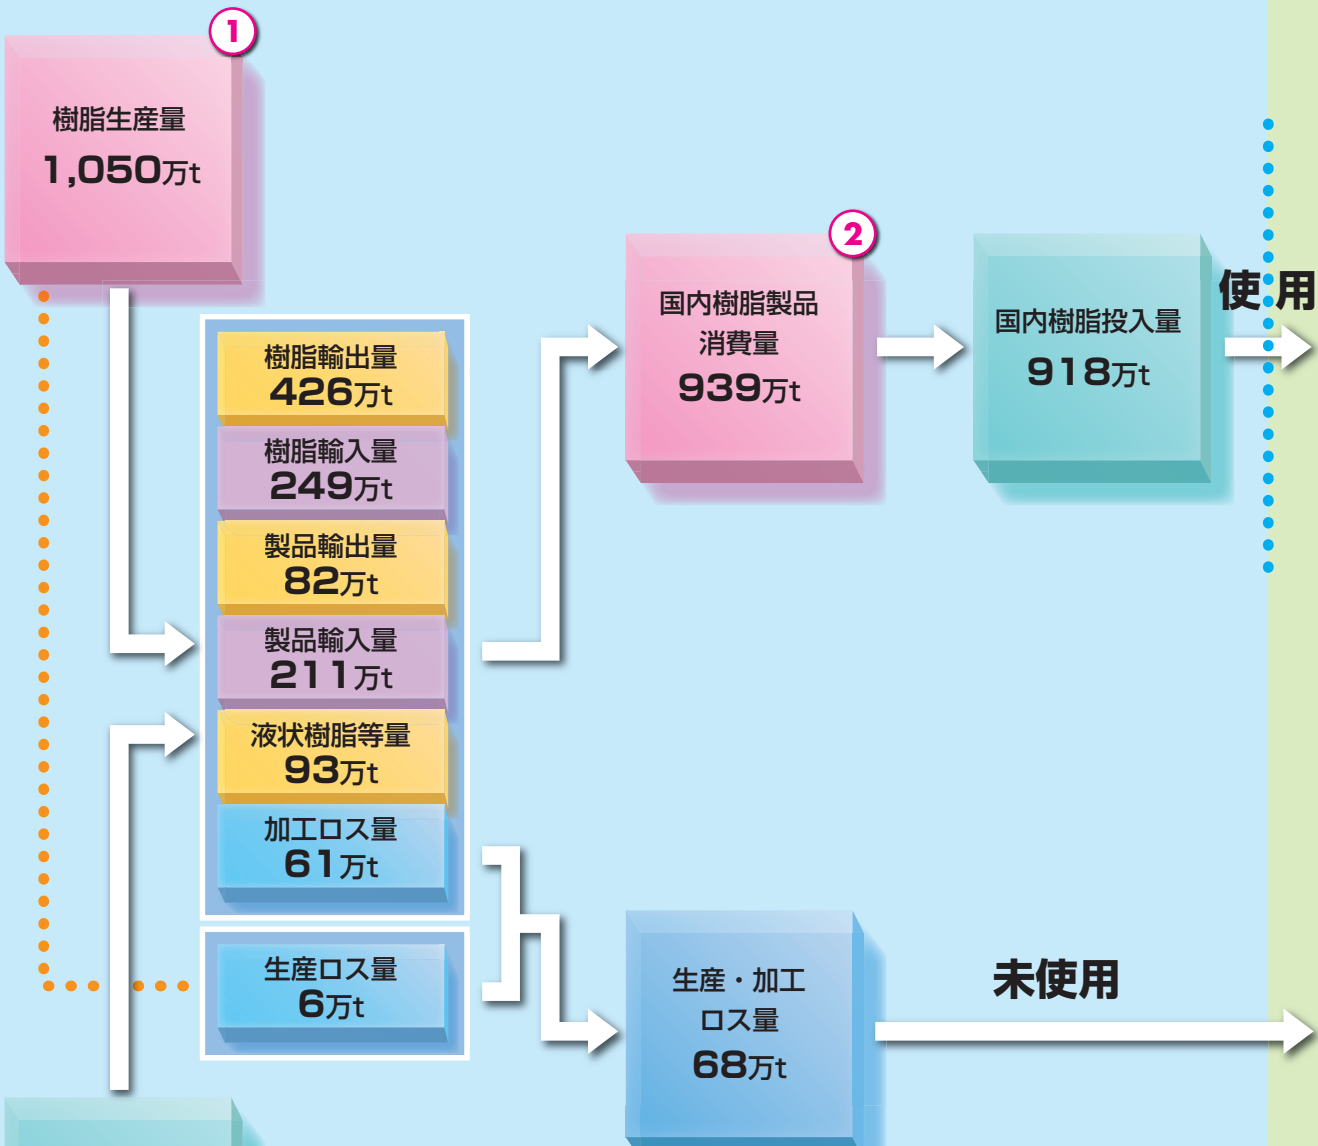 1
樹脂生産量
1,050万t
2
国内樹脂製品
消費量
939万t
国内樹脂投入量
918万t
使用
樹脂輸出量
426万t
樹脂輸入量
249万t
製品輸出量
82万t
製品輸入量
211万t
液状樹脂等量
93万t
加工ロス量
61万t
生産ロス量
6万t
生産・加工
ロス量
68万t
未使用